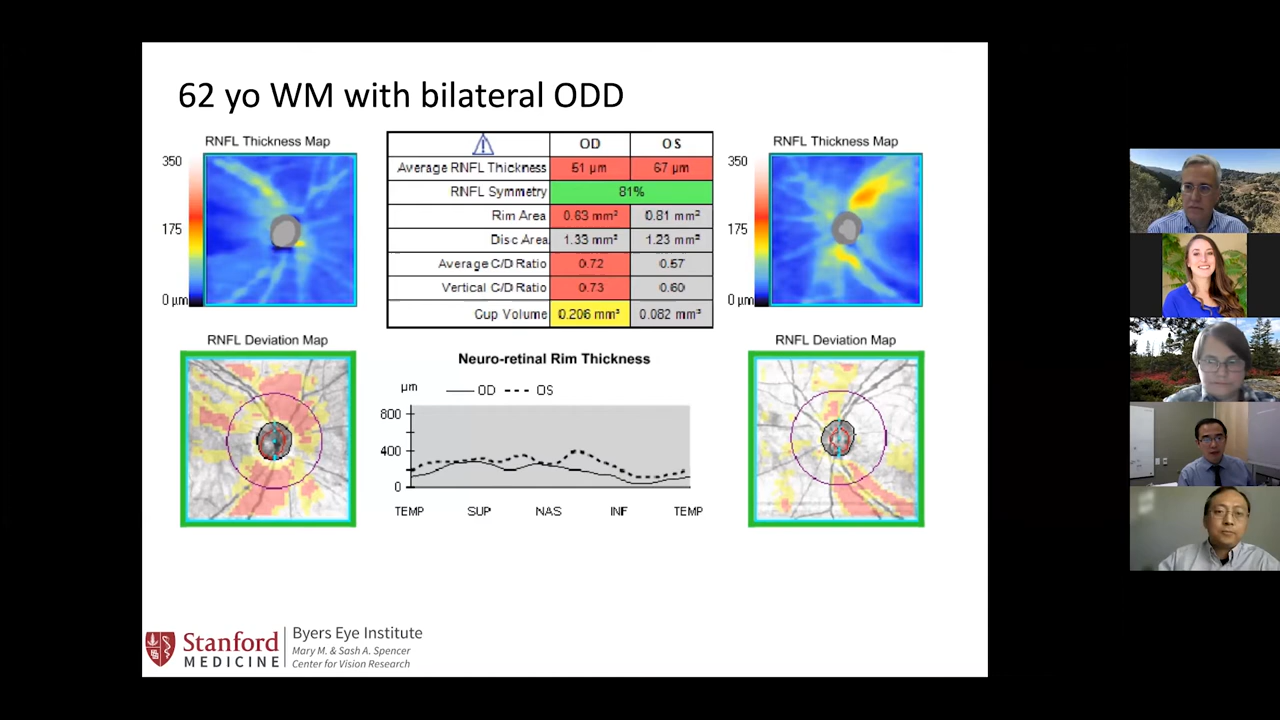 62 yo WM with bilateral ODD
RNFL Thickness Map
350
175
0 µm
OD OS
Average RNFL Thickness 51 µm 67 µm
RNFL Symmetry 81%
Rim Area 0.63 mm² 0.81 mm²
Disc Area 1.33 mm² 1.23 mm²
Average C/D Ratio 0.72 0.57
Vertical C/D Ratio 0.73 0.60
Cup Volume 0.206 mm³ 0.082 mm³
RNFL Thickness Map
350
175
0 µm
RNFL Deviation Map
Neuro-retinal Rim Thickness
µm
OD OS
800
400
0
TEMP SUP NAS INF TEMP
RNFL Deviation Map
Stanford
MEDICINE
Byers Eye Institute
Mary M. & Sash A. Spencer
Center for Vision Research